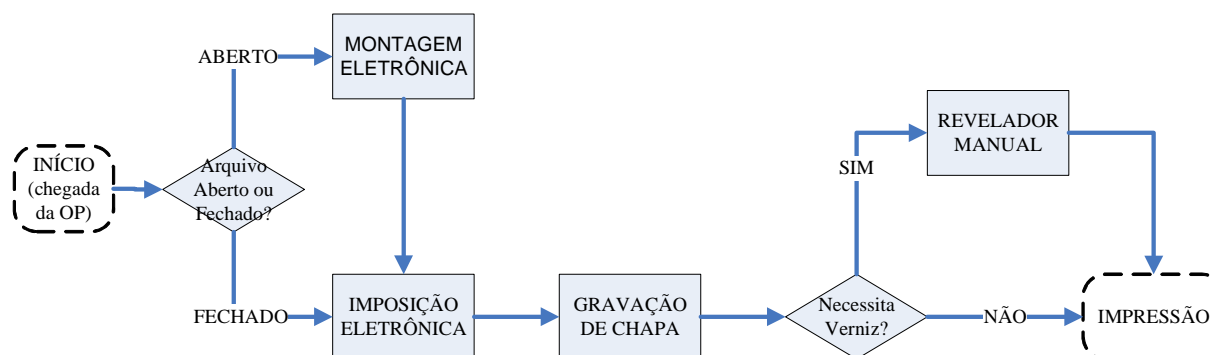 ABERTO
MONTAGEM
ELETRÔNICA
INÍCIO
(chegada
da OP)
Arquivo
Aberto ou
Fechado?
FECHADO
IMPOSIÇÃO
ELETRÔNICA
GRAVAÇÃO
DE CHAPA
Necessita
Verniz?
SIM
REVELADOR
MANUAL
NÃO
IMPRESSÃO